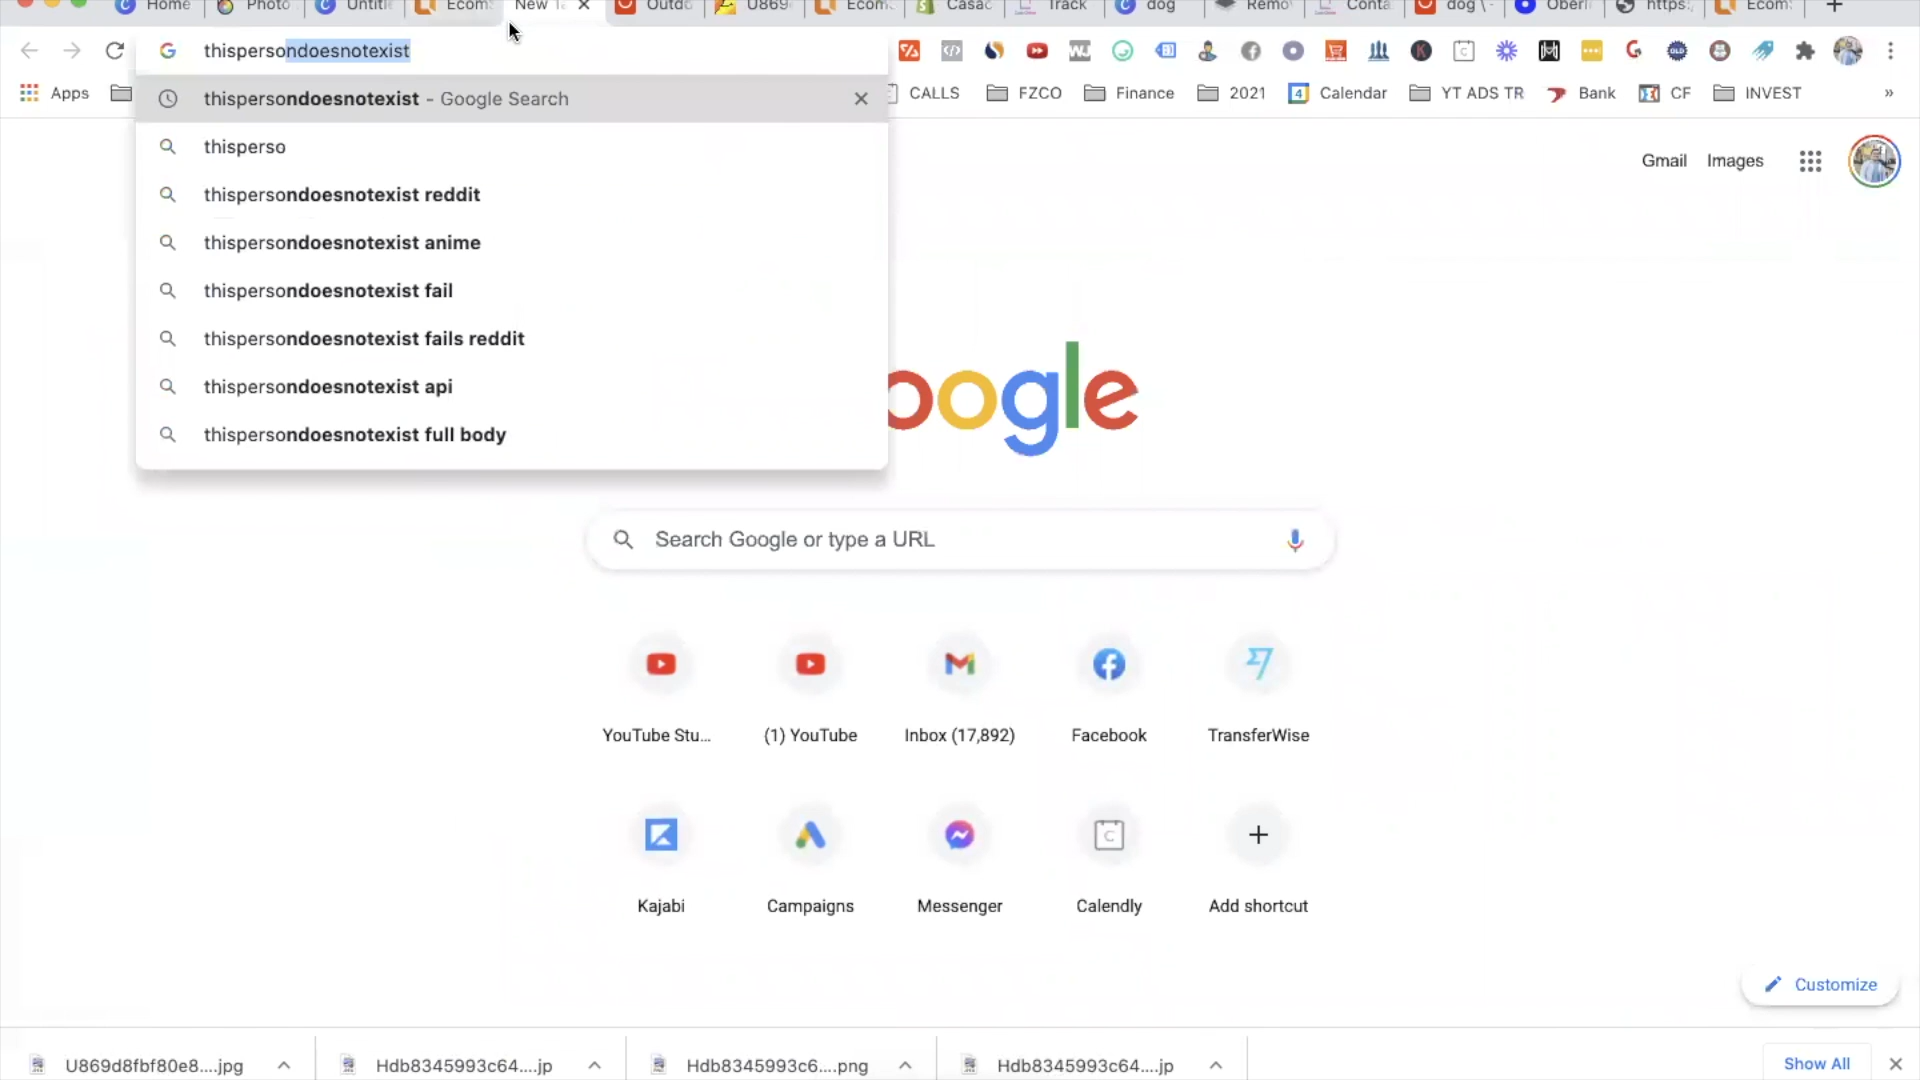 Home
Photo
Untitl
Ecom
New Ta
Outdo
U869
Ecom
Casac
Track
dog
Remo
Conta
dog \ -
Oberl
https:
Ecom
thispersondoesnotexist
thispersondoesnotexist - Google Search
thisperso
thispersondoesnotexist reddit
thispersondoesnotexist anime
thispersondoesnotexist fail
thispersondoesnotexist fails reddit
thispersondoesnotexist api
thispersondoesnotexist full body
Apps
CALLS
FZCO
Finance
2021
Calendar
YT ADS TR
Bank
CF
INVEST
»
Gmail
Images
oogle
Search Google or type a URL
YouTube Stu...
(1) YouTube
Inbox (17,892)
Facebook
TransferWise
Kajabi
Campaigns
Messenger
Calendly
Add shortcut
Customize
U869d8fbf80e8....jpg
Hdb8345993c64....jp
Hdb8345993c6....png
Hdb8345993c64....jp
Show All